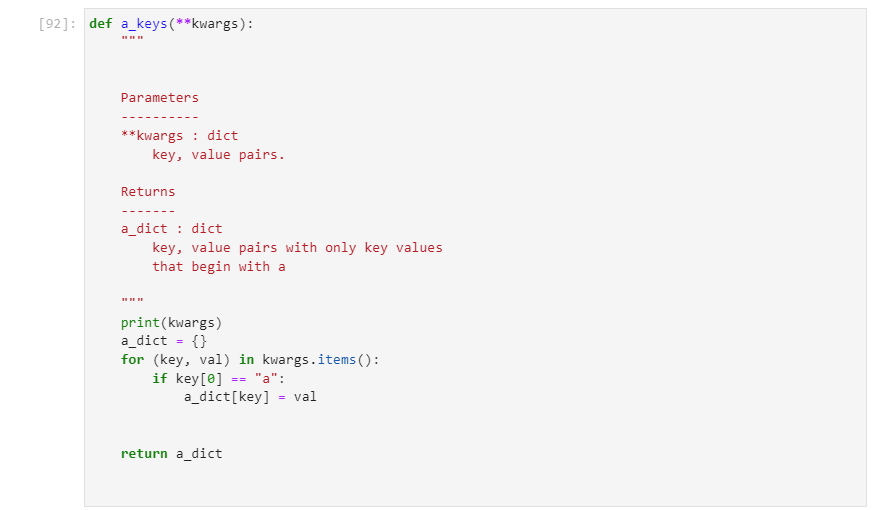 [92]: def a_keys(**kwargs):
    """
    Parameters
    ----------
    **kwargs : dict
        key, value pairs.
    Returns
    -------
    a_dict : dict
        key, value pairs with only key values
        that begin with a
    """
    print(kwargs)
    a_dict = {}
    for (key, val) in kwargs.items():
        if key[0] == "a":
            a_dict[key] = val
    return a_dict